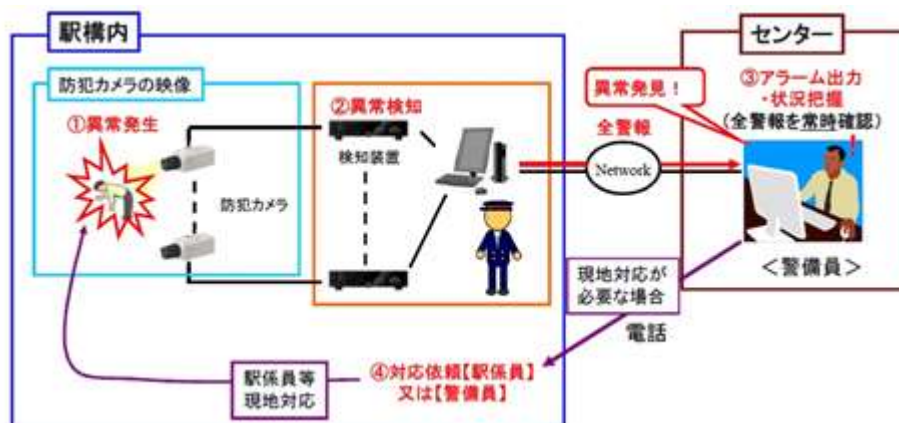 駅構内
防犯カメラの映像
①異常発生
防犯カメラ
②異常検知
検知装置
全警報
Network
センター
異常発見！
③アラーム出力
・状況把握
（全警報を常時確認）
！
＜警備員＞
現地対応が
必要な場合
電話
④対応依頼【駅係員】
又は【警備員】
駅係員等
現地対応